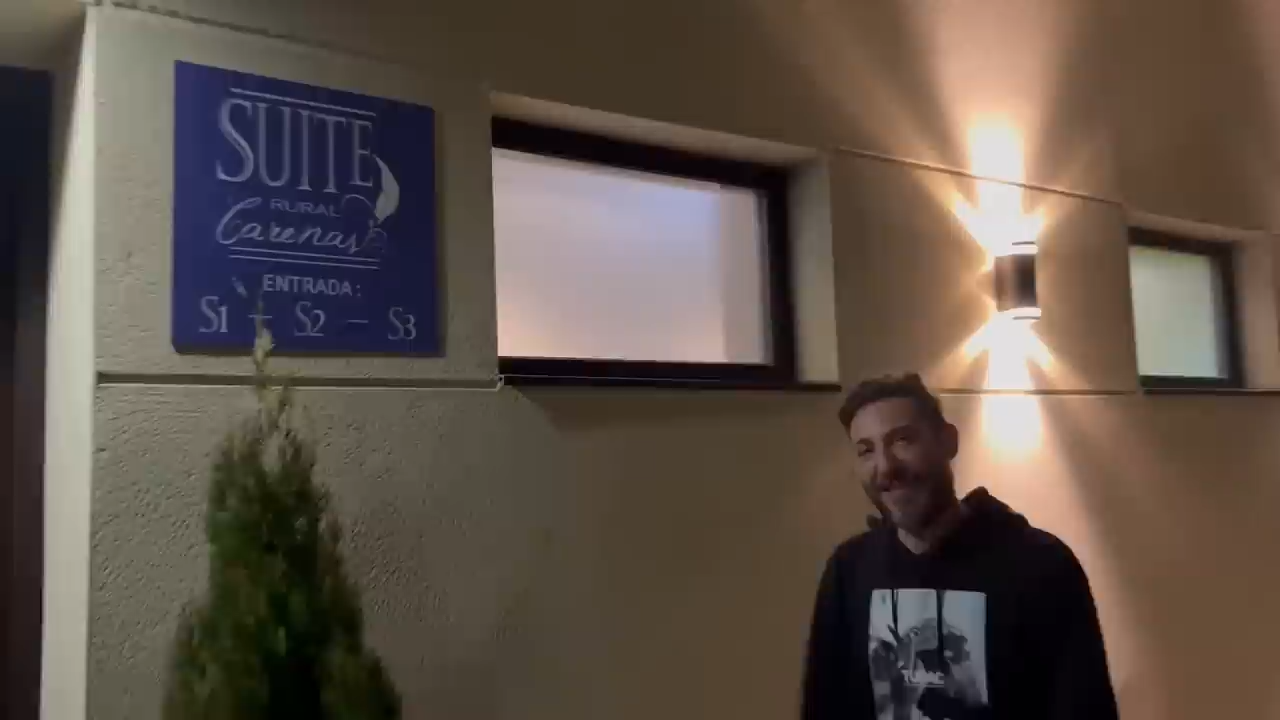 SUITE
RURAL
Carenas
ENTRADA:
S1 - S2 - S3